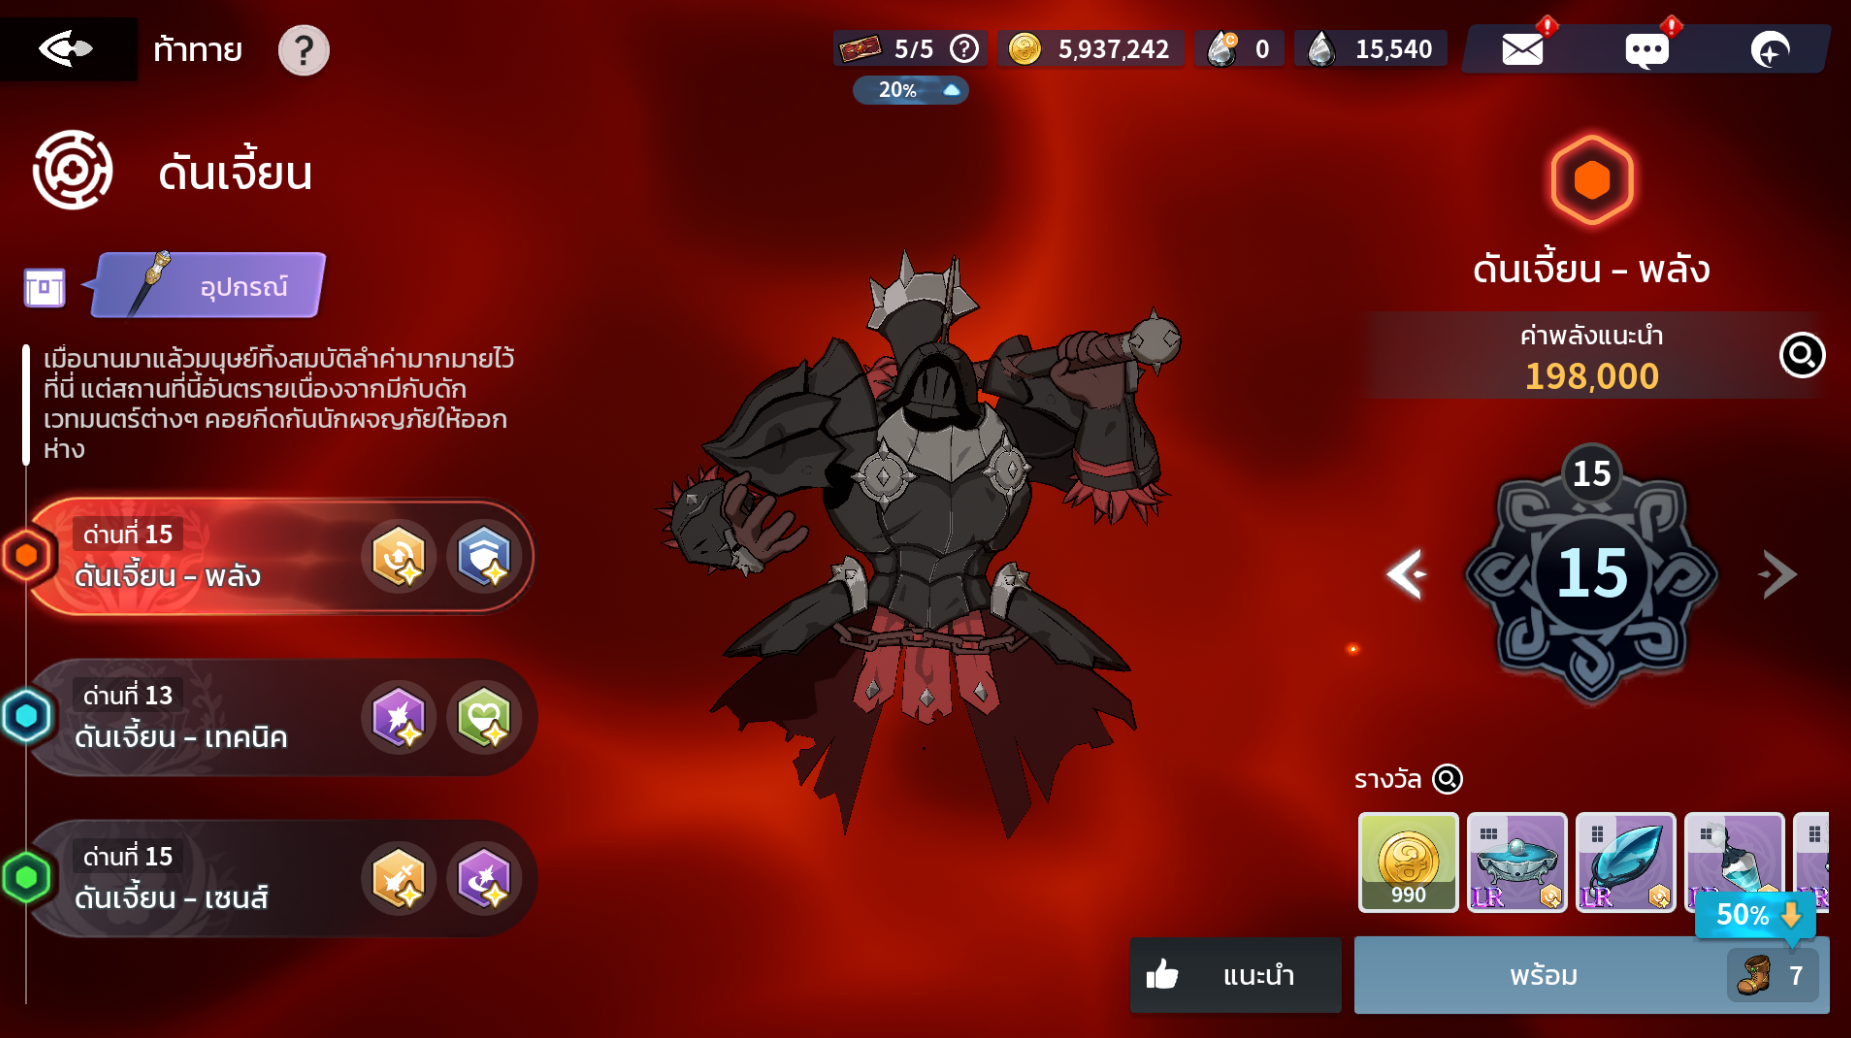 ท้าทาย
?
5/5
?
5,937,242
C
0
15,540
!
!
20%
ดันเจี้ยน
อุปกรณ์
เมื่อนานมาแล้วมนุษย์ทิ้งสมบัติล้ำค่ามากมายไว้
ที่นี่ แต่สถานที่นี้อันตรายเนื่องจากมีกับดัก
เวทมนตร์ต่างๆ คอยกีดกันนักผจญภัยให้ออก
ห่าง
ด่านที่ 15
ดันเจี้ยน - พลัง
ด่านที่ 13
ดันเจี้ยน - เทคนิค
ด่านที่ 15
ดันเจี้ยน - เซนส์
ดันเจี้ยน - พลัง
ค่าพลังแนะนำ
198,000
15
15
รางวัล
990
LR
LR
50%
แนะนำ
พร้อม
7